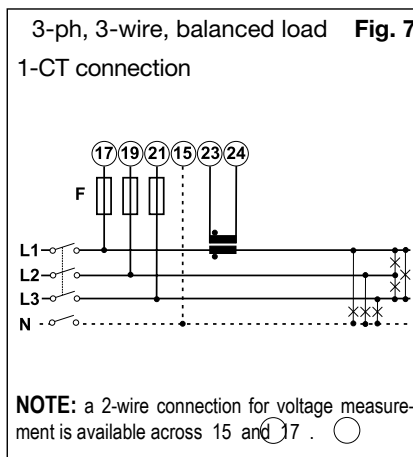 3-ph, 3-wire, balanced load Fig. 7
1-CT connection
17 19 21 15 23 24
F
L1
L2
L3
N
NOTE: a 2-wire connection for voltage measure-
ment is available across 15 and 17 .